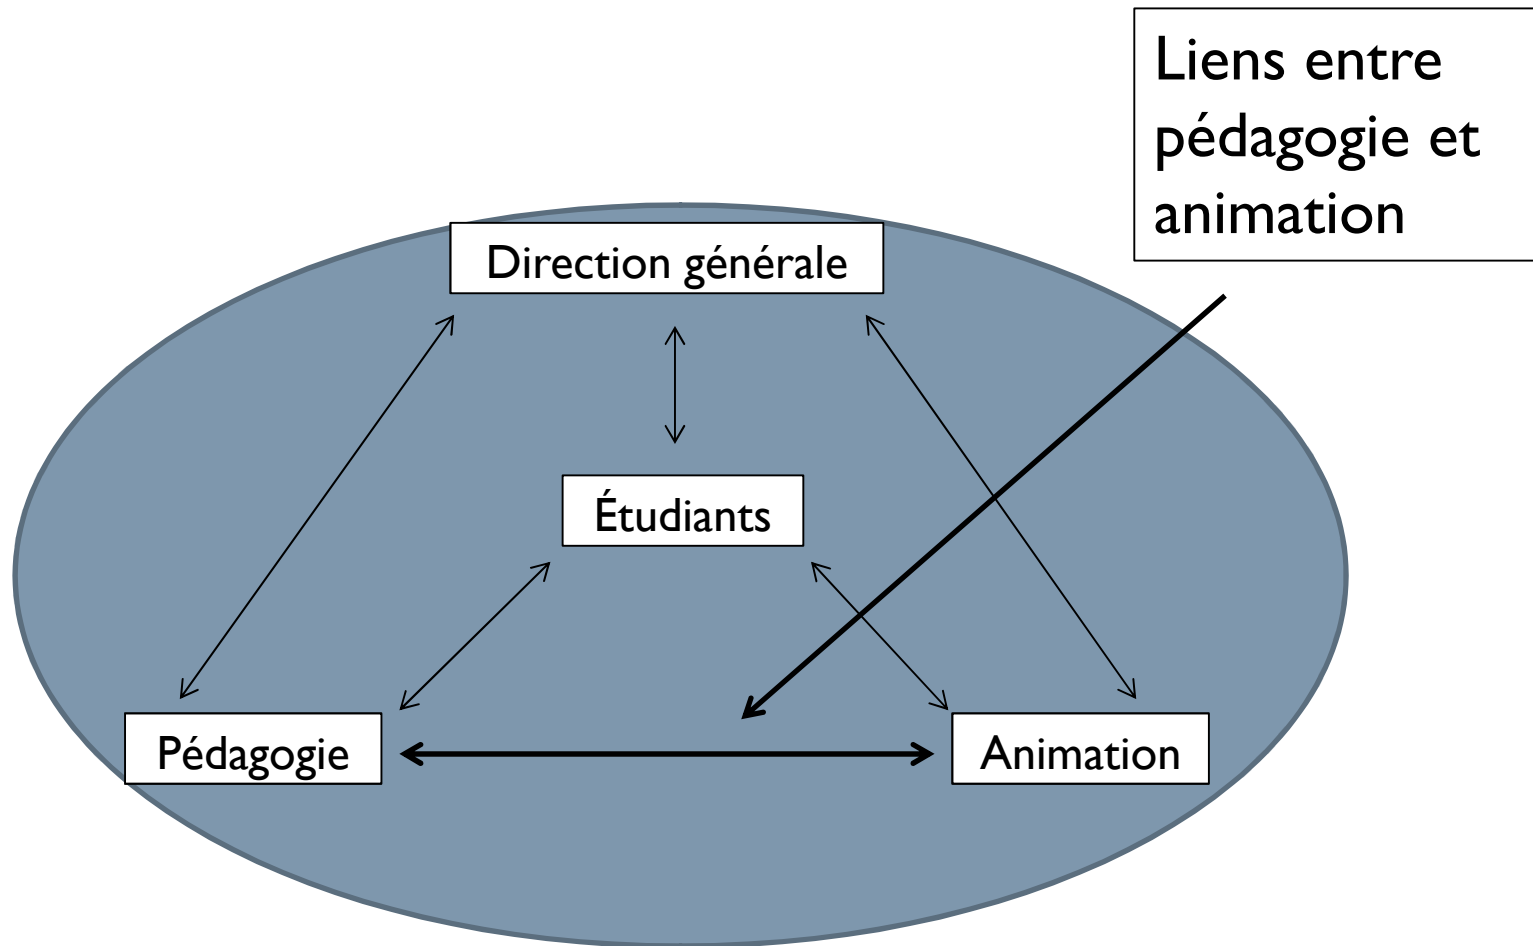 Liens entre
pédagogie et
animation
Direction générale
Étudiants
Pédagogie
Animation